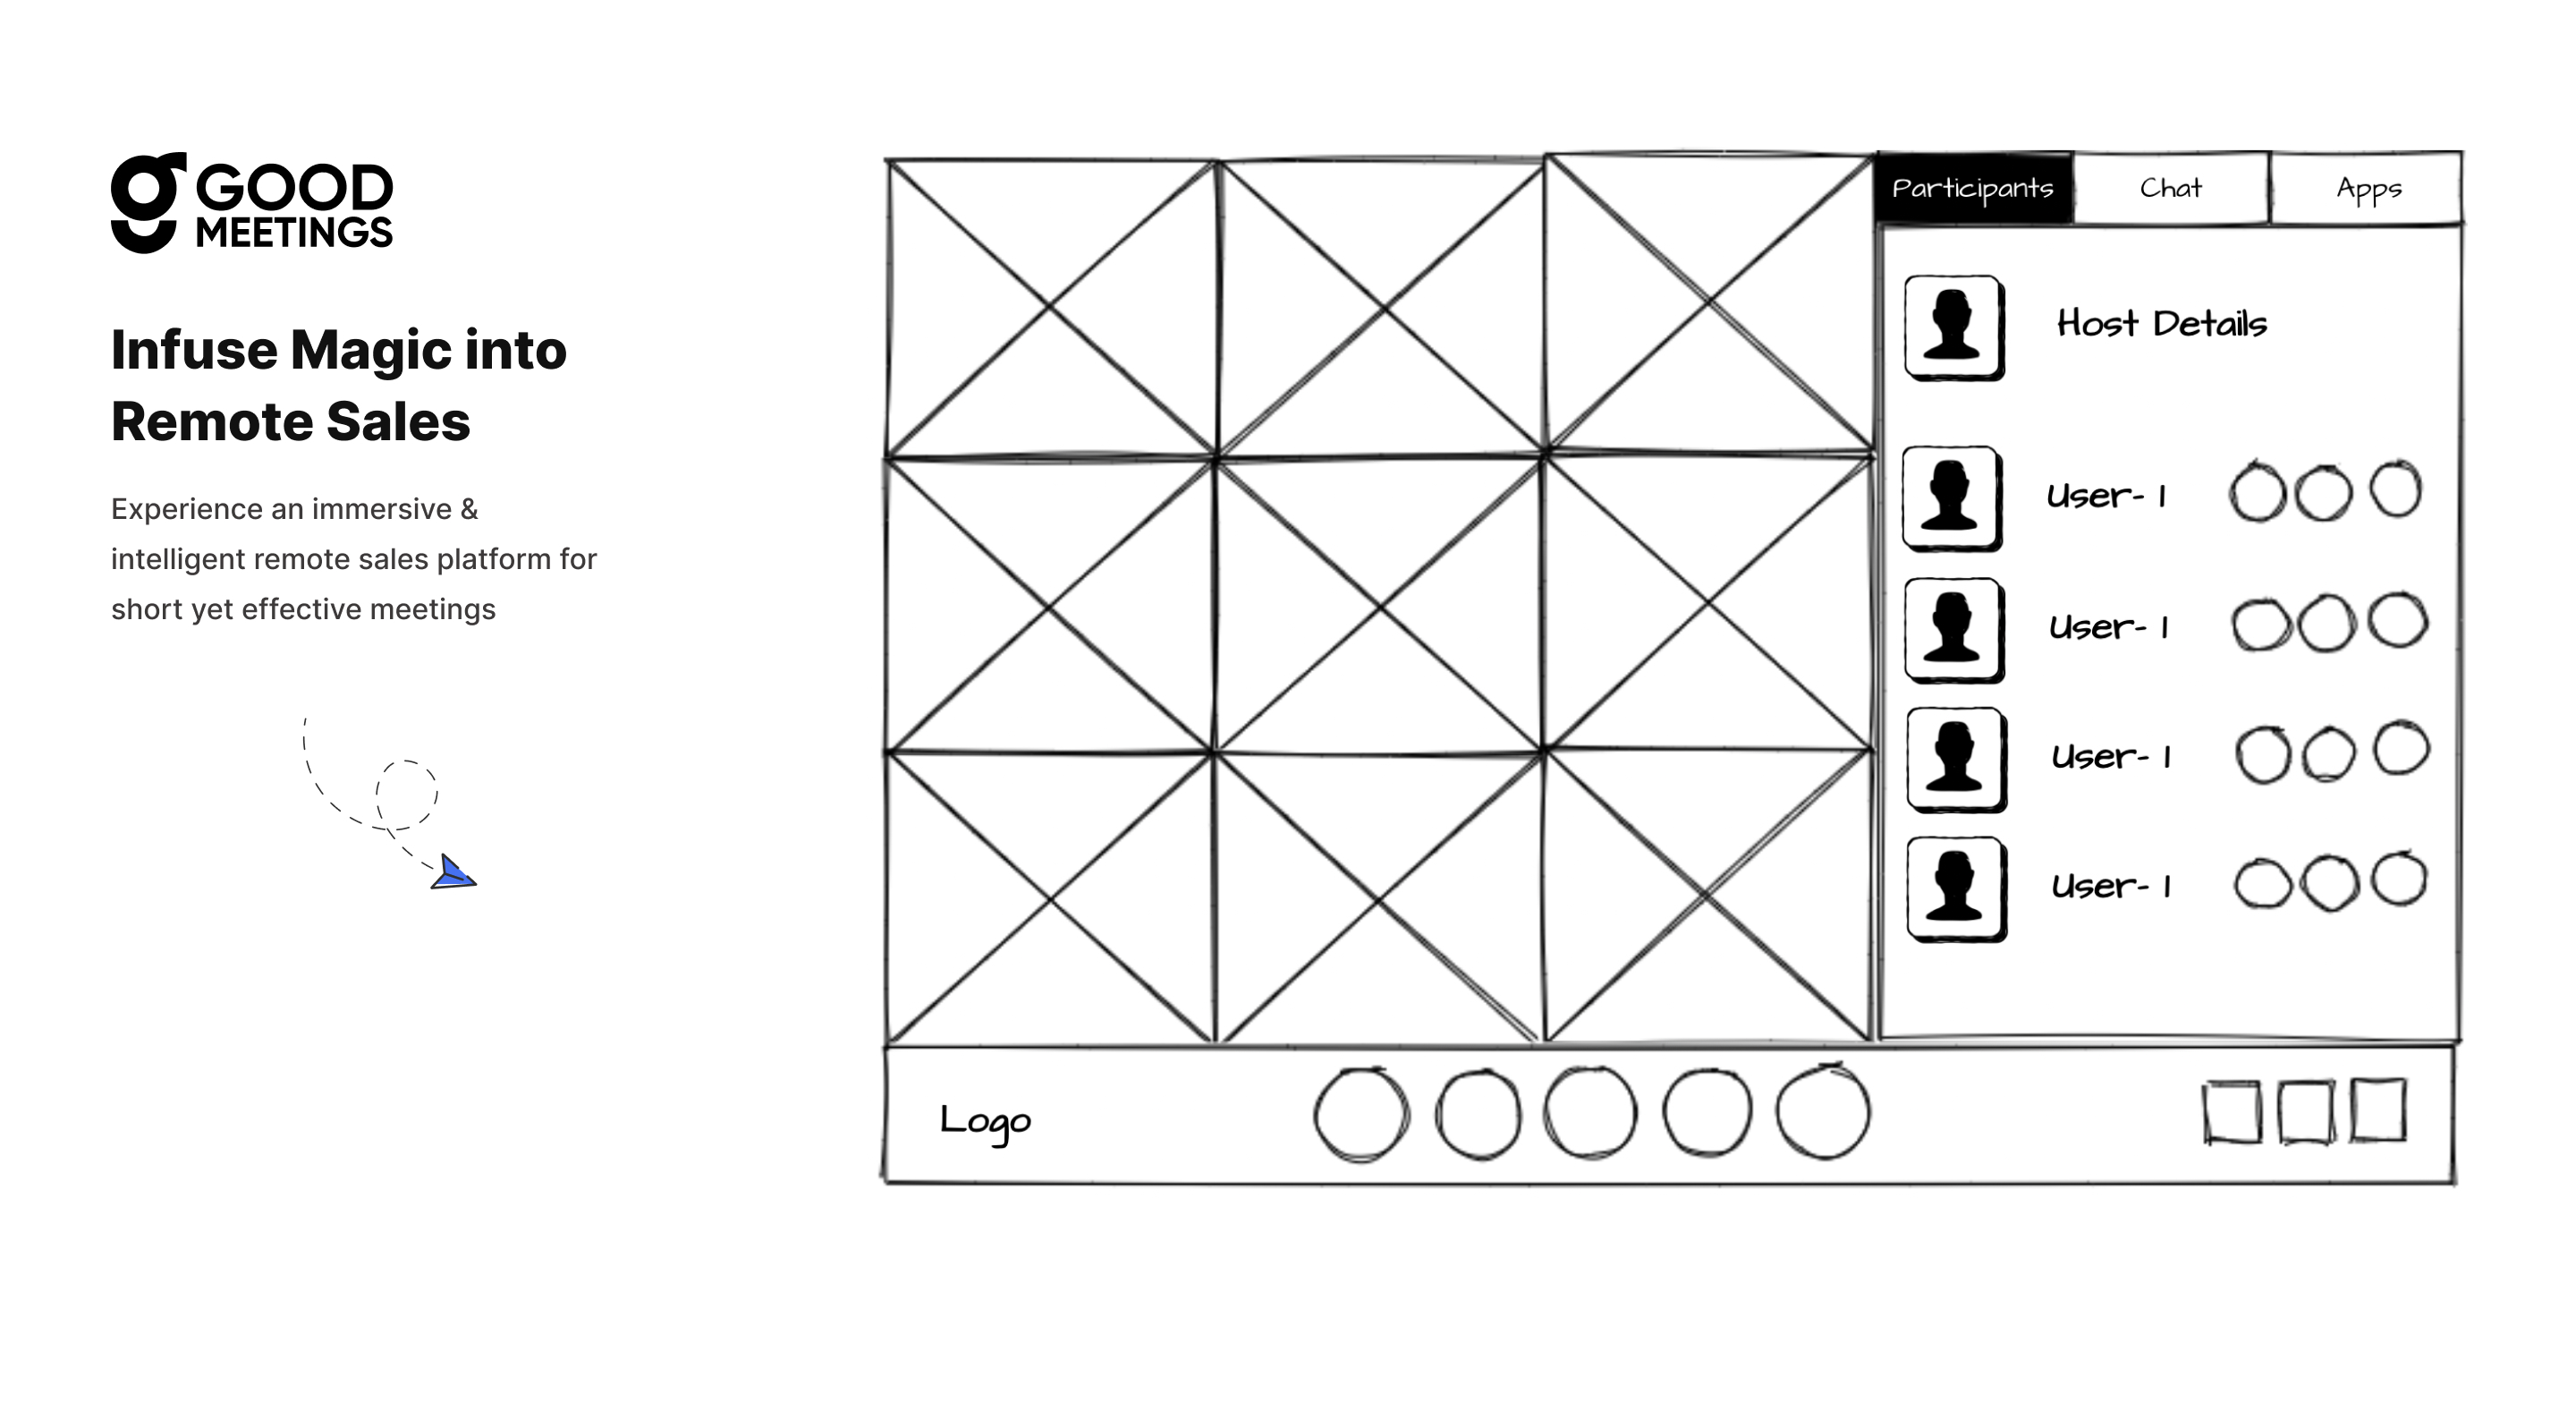 GOOD
MEETINGS
Infuse Magic into
Remote Sales
Experience an immersive &
intelligent remote sales platform for
short yet effective meetings
Participants Chat Apps
Host Details
User- 1
User- 1
User- 1
User- 1
Logo